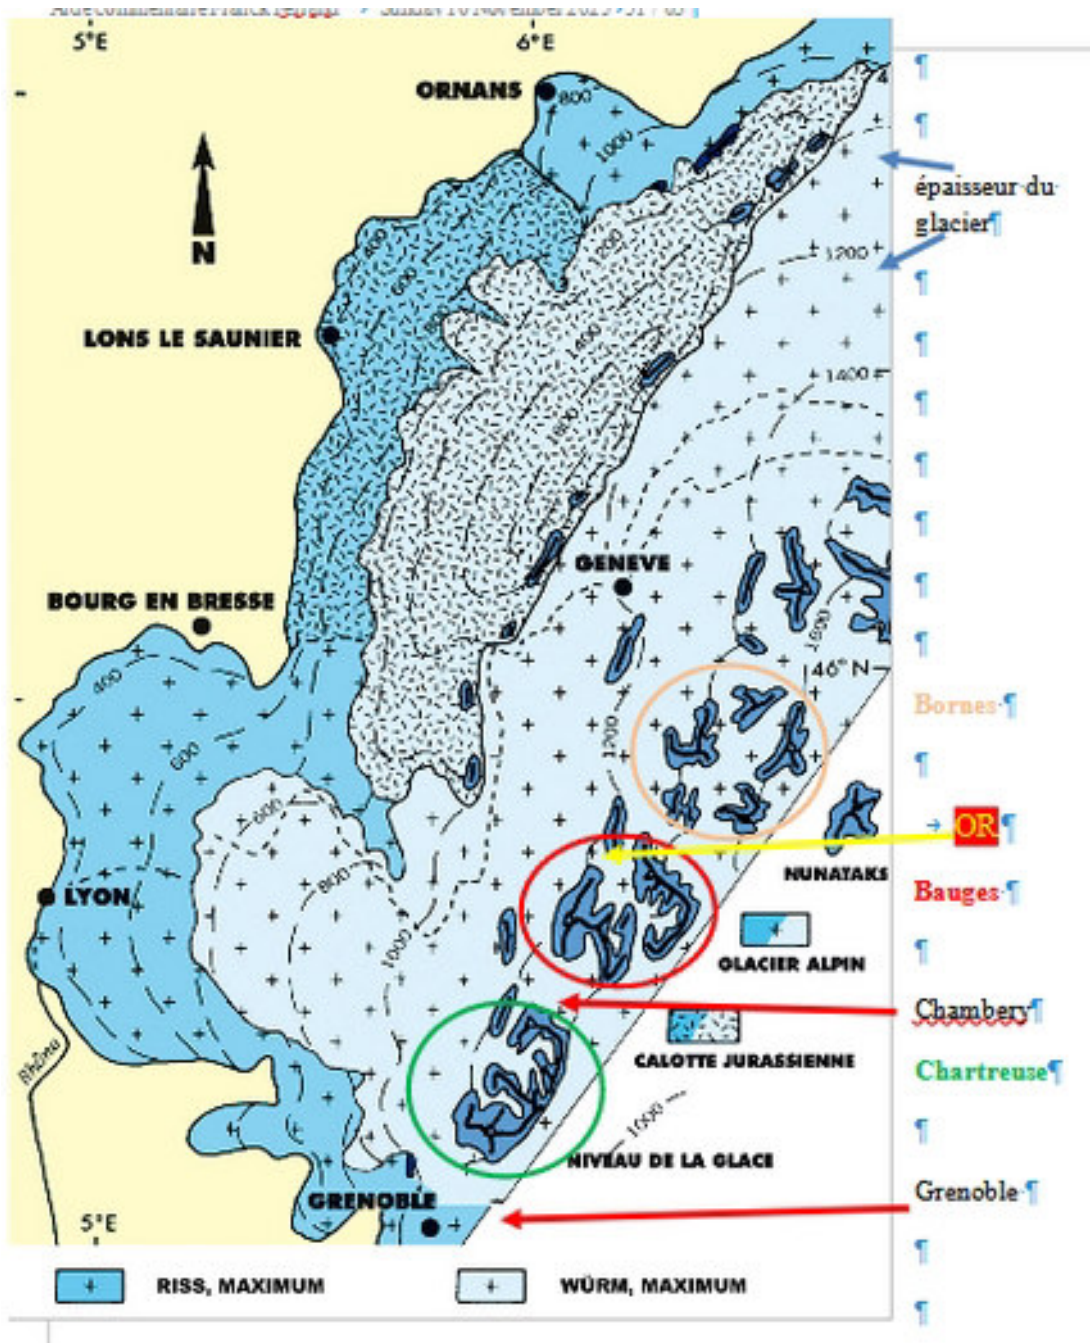 5°E
6°E
ORNANS
800
1000
épaisseur du
glacier
N
400
600
200
1200
LONS LE SAUNIER
1400
1400
1800
GENEVE
BOURG EN BRESSE
1600
46° N
400
600
1200
Bornes
600
OR
800
NUNATAKS
LYON
Bauges
1000
GLACIER ALPIN
Chambery
Rhône
CALOTTE JURASSIENNE
Chartreuse
1000
NIVEAU DE LA GLACE
GRENOBLE
Grenoble
5°E
RISS, MAXIMUM
WÜRM, MAXIMUM